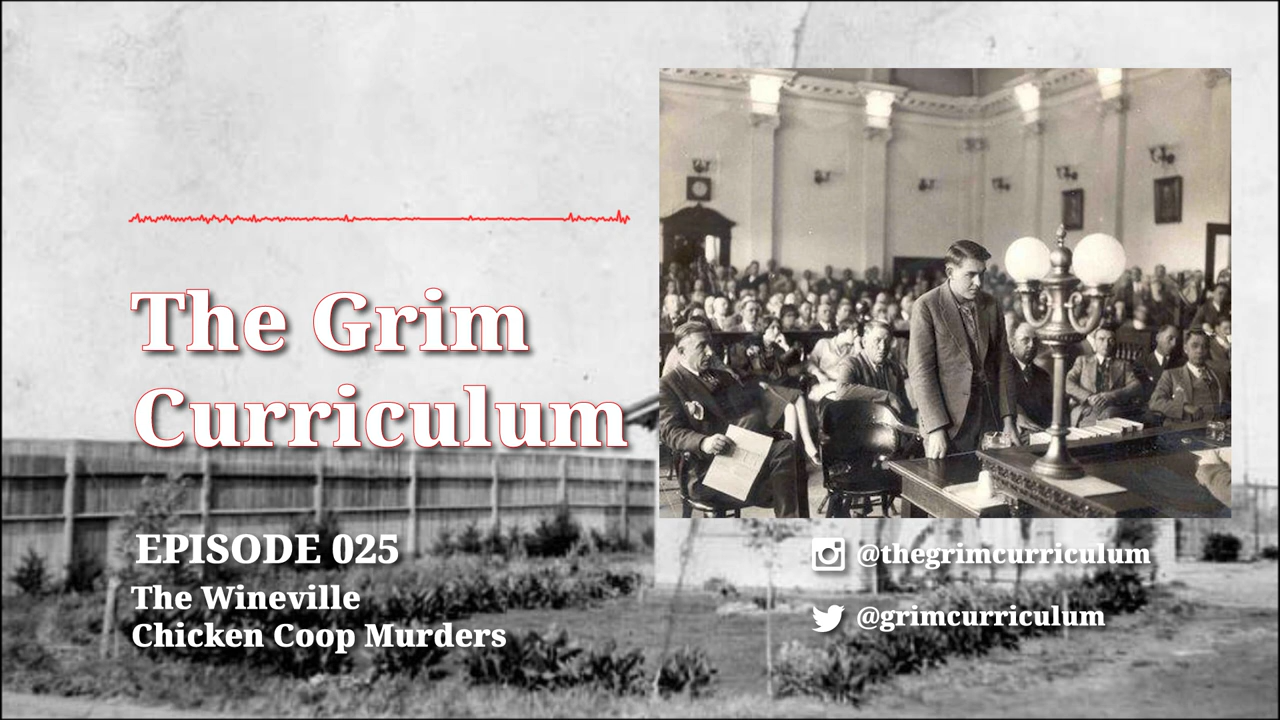 The Grim
Curriculum
EPISODE 025
The Wineville
Chicken Coop Murders
@thegrimcurriculum
@grimcurriculum